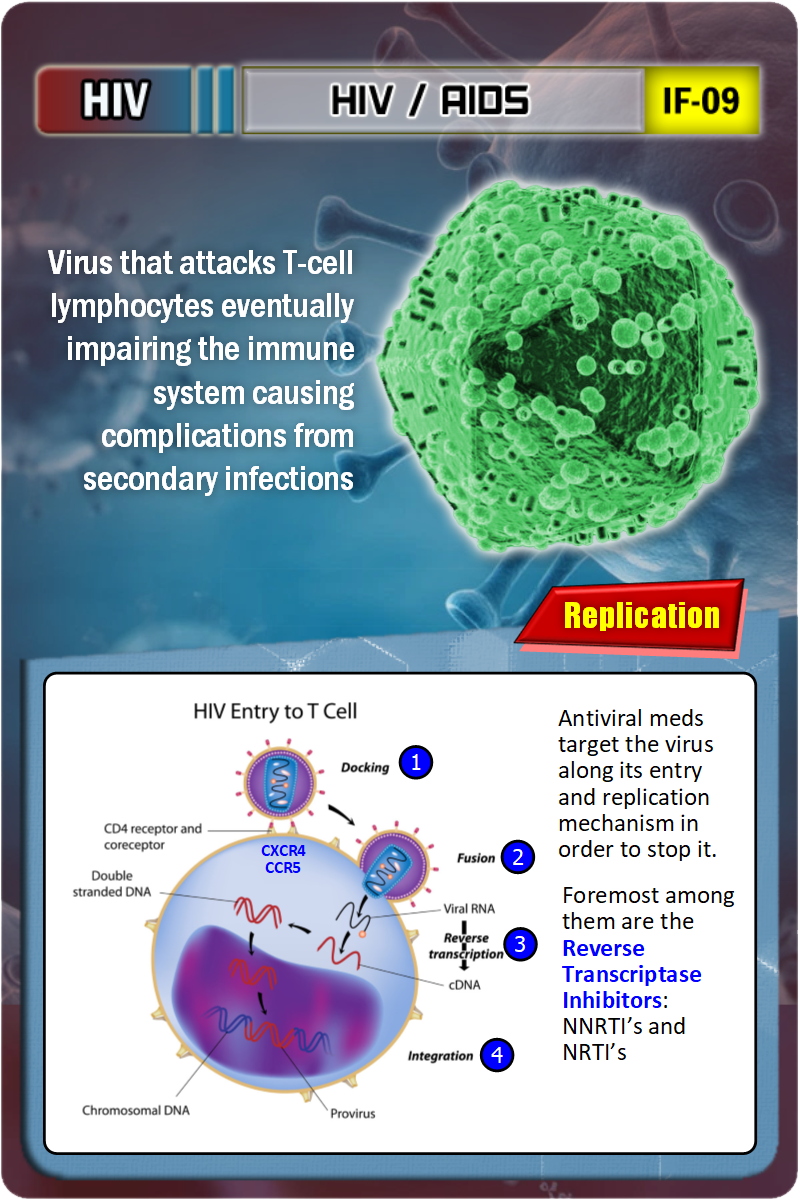 HIV
HIV / AIDS
IF-09
Virus that attacks T-cell
lymphocytes eventually
impairing the immune
system causing
complications from
secondary infections
Replication
HIV Entry to T Cell
Docking 1
CD4 receptor and
coreceptor
CXCR4
CCR5
Fusion 2
Double
stranded DNA
Viral RNA
Reverse
transcription 3
cDNA
Integration 4
Chromosomal DNA
Provirus
Antiviral meds
target the virus
along its entry
and replication
mechanism in
order to stop it.
Foremost among
them are the
Reverse
Transcriptase
Inhibitors:
NNRTI's and
NRTI's